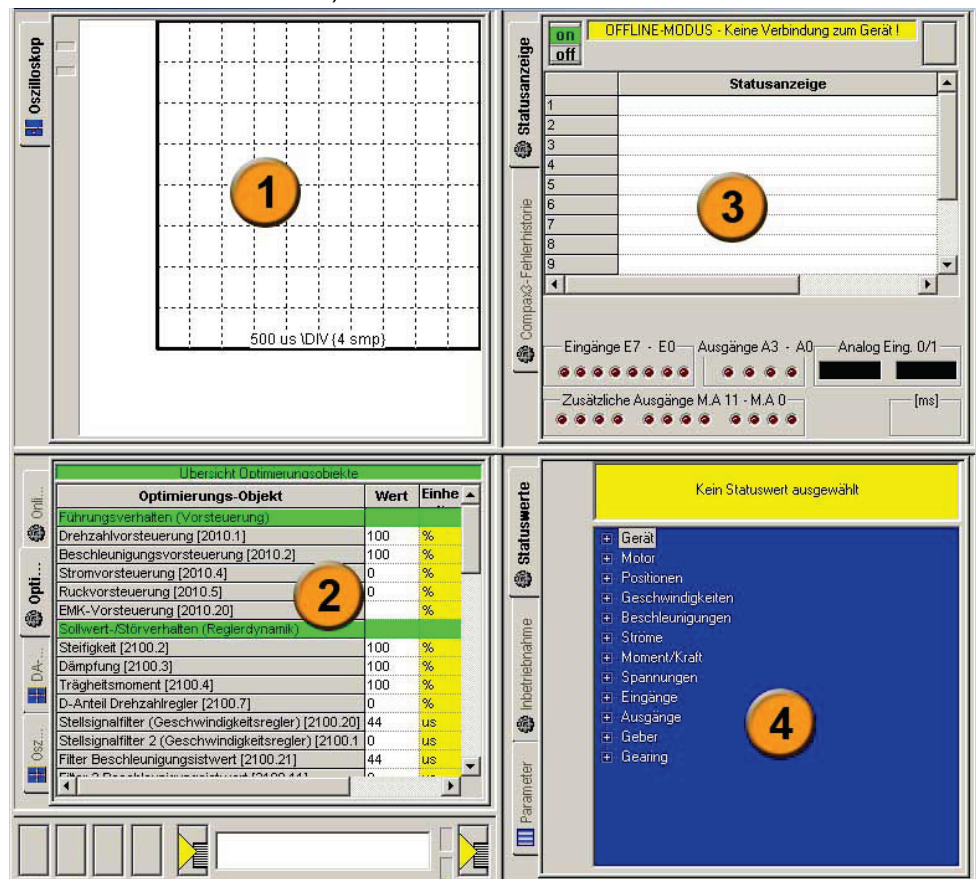 Oszilloskop
1
500 us \DIV {4 smp}
on
off
OFFLINE-MODUS - Keine Verbindung zum Gerät !
Statusanzeige
Compax3-Fehlerhistorie
Statusanzeige
1
2
3
4
5
6
7
8
9
3
Eingänge E7 - E0
Ausgänge A3 - A0
Analog Eing. 0/1
Zusätzliche Ausgänge M.A 11 - M.A 0
[ms]
Onli...
Opti...
DA-...
Osz...
Übersicht Optimierungsobjekte
Optimierungs-Objekt Wert Einhe
Führungsverhalten (Vorsteuerung)
Drehzahlvorsteuerung [2010.1] 100 %
Beschleunigungsvorsteuerung [2010.2] 100 %
Stromvorsteuerung [2010.4] 0 %
Ruckvorsteuerung [2010.5] 0 %
EMK-Vorsteuerung [2010.20] %
2
Sollwert-/Störverhalten (Reglerdynamik)
Steifigkeit [2100.2] 100 %
Dämpfung [2100.3] 100 %
Trägheitsmoment [2100.4] 100 %
D-Anteil Drehzahlregler [2100.7] 0 %
Stellsignalfilter (Geschwindigkeitsregler) [2100.20] 44 us
Stellsignalfilter 2 (Geschwindigkeitsregler) [2100.1 0 us
Filter Beschleunigungsistwert [2100.21] 44 us
Statuswerte
Inbetriebnahme
Parameter
Kein Statuswert ausgewählt
Gerät
Motor
Positionen
Geschwindigkeiten
Beschleunigungen
Ströme
Moment/Kraft
Spannungen
Eingänge
Ausgänge
Geber
Gearing
4